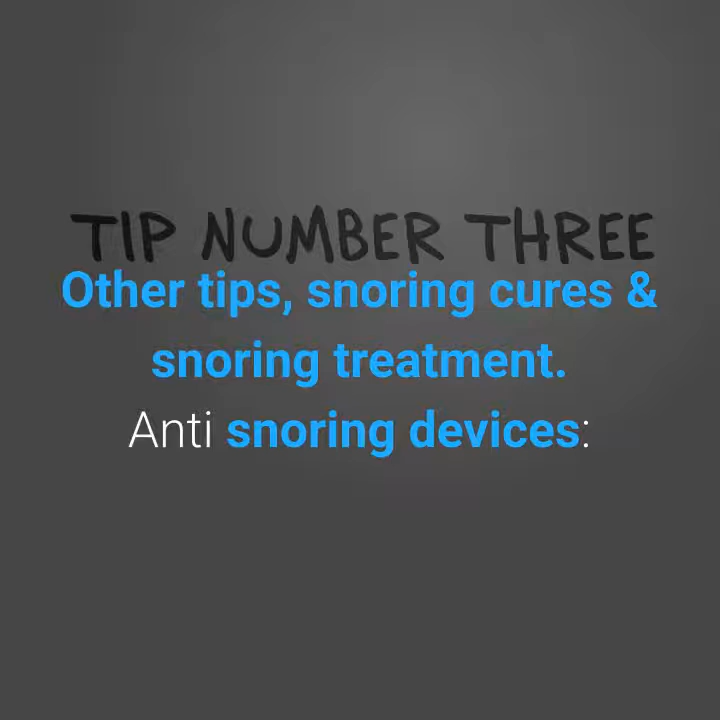 TIP NUMBER THREE
Other tips, snoring cures &
snoring treatment.
Anti snoring devices: